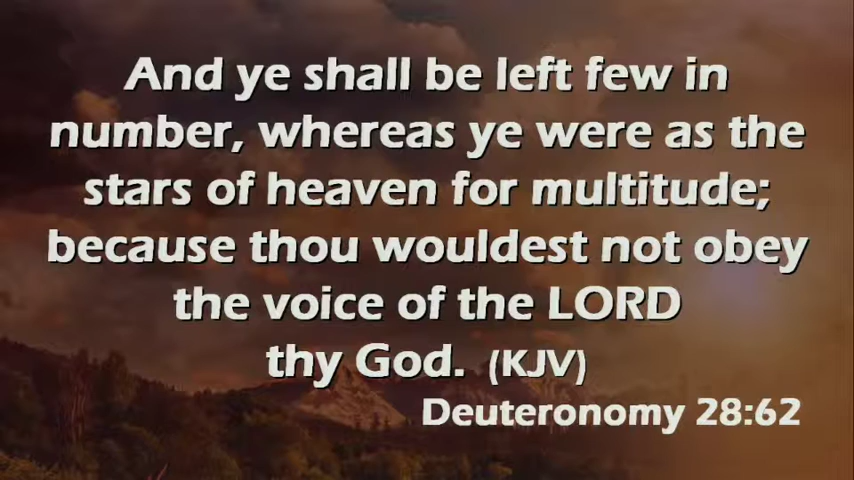 And ye shall be left few in
number, whereas ye were as the
stars of heaven for multitude;
because thou wouldest not obey
the voice of the LORD
thy God. (KJV)
Deuteronomy 28:62